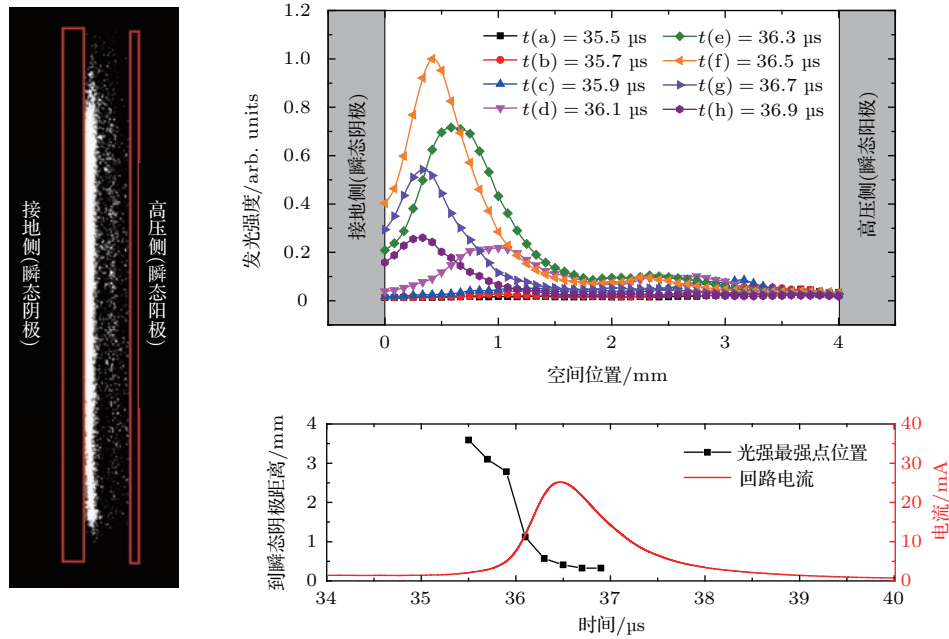 接地侧(瞬态阴极)
高压侧(瞬态阳极)
发光强度/arb. units
1.2
1.0
0.8
0.6
0.4
0.2
0
接地侧(瞬态阴极)
t(a) = 35.5 µs
t(b) = 35.7 µs
t(c) = 35.9 µs
t(d) = 36.1 µs
t(e) = 36.3 µs
t(f) = 36.5 µs
t(g) = 36.7 µs
t(h) = 36.9 µs
高压侧(瞬态阳极)
0 1 2 3 4
空间位置/mm
到瞬态阴极距离/mm
4
3
2
1
0
光强最强点位置
回路电流
40
30
20
10
0
电流/mA
34 35 36 37 38 39 40
时间/µs